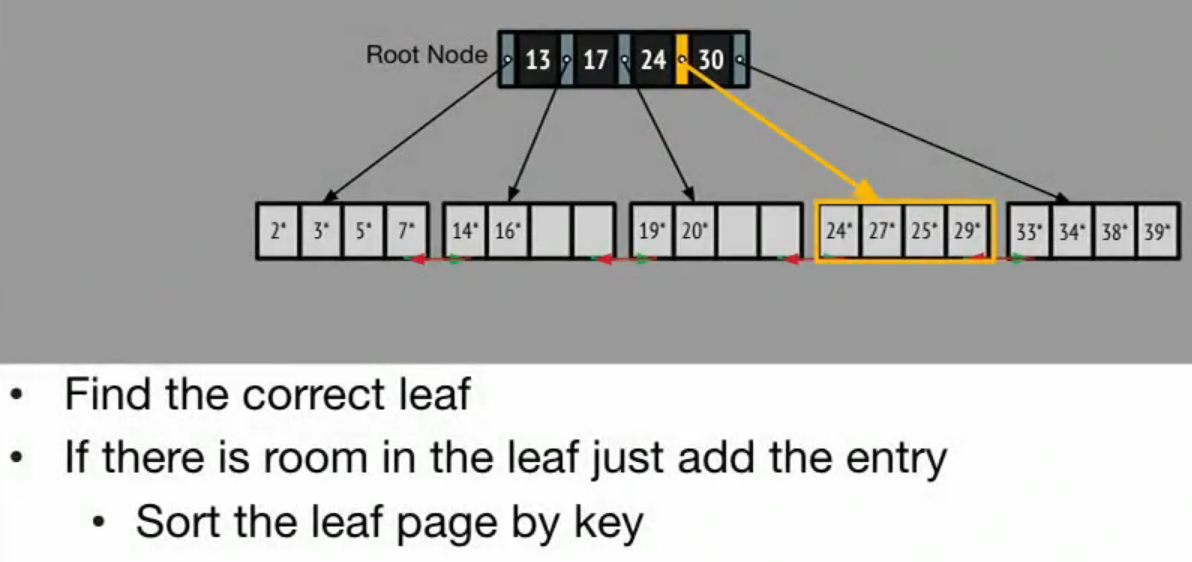 Root Node 13 17 24 30
2* 3* 5* 7* 14* 16* 19* 20* 24* 27* 25* 29* 33* 34* 38* 39*
• Find the correct leaf
• If there is room in the leaf just add the entry
• Sort the leaf page by key